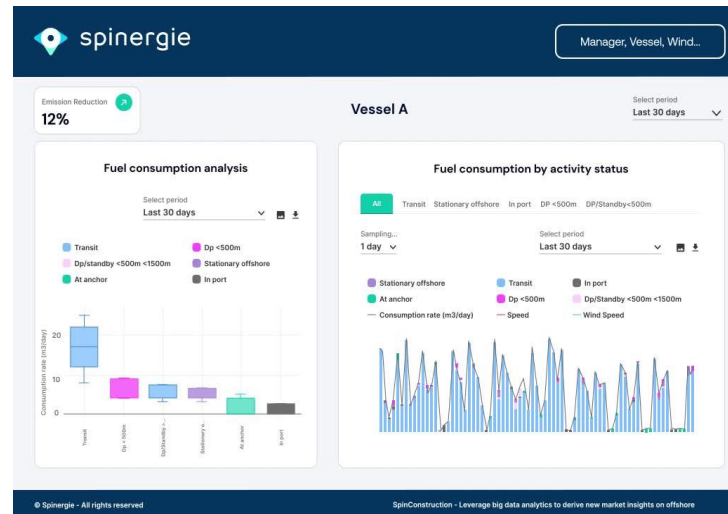 spinergie
Manager, Vessel, Wind...
Emission Reduction
12%
Vessel A
Select period
Last 30 days
Fuel consumption analysis
Select period
Last 30 days
Transit
Dp <500m
Dp/standby <500m <1500m
Stationary offshore
At anchor
In port
Consumption rate (m3/day)
20
10
0
Transit
Dp < 500m
Dp/Standby >...
Stationary o...
At anchor
In port
Fuel consumption by activity status
All Transit Stationary offshore In port DP <500m DP/Standby<500m
Sampling...
1 day
Select period
Last 30 days
Stationary offshore
Transit
In port
At anchor
Dp <500m
Dp/Standby <500m <1500m
Consumption rate (m3/day)
Speed
Wind Speed
© Spinergie - All rights reserved
SpinConstruction - Leverage big data analytics to derive new market insights on offshore